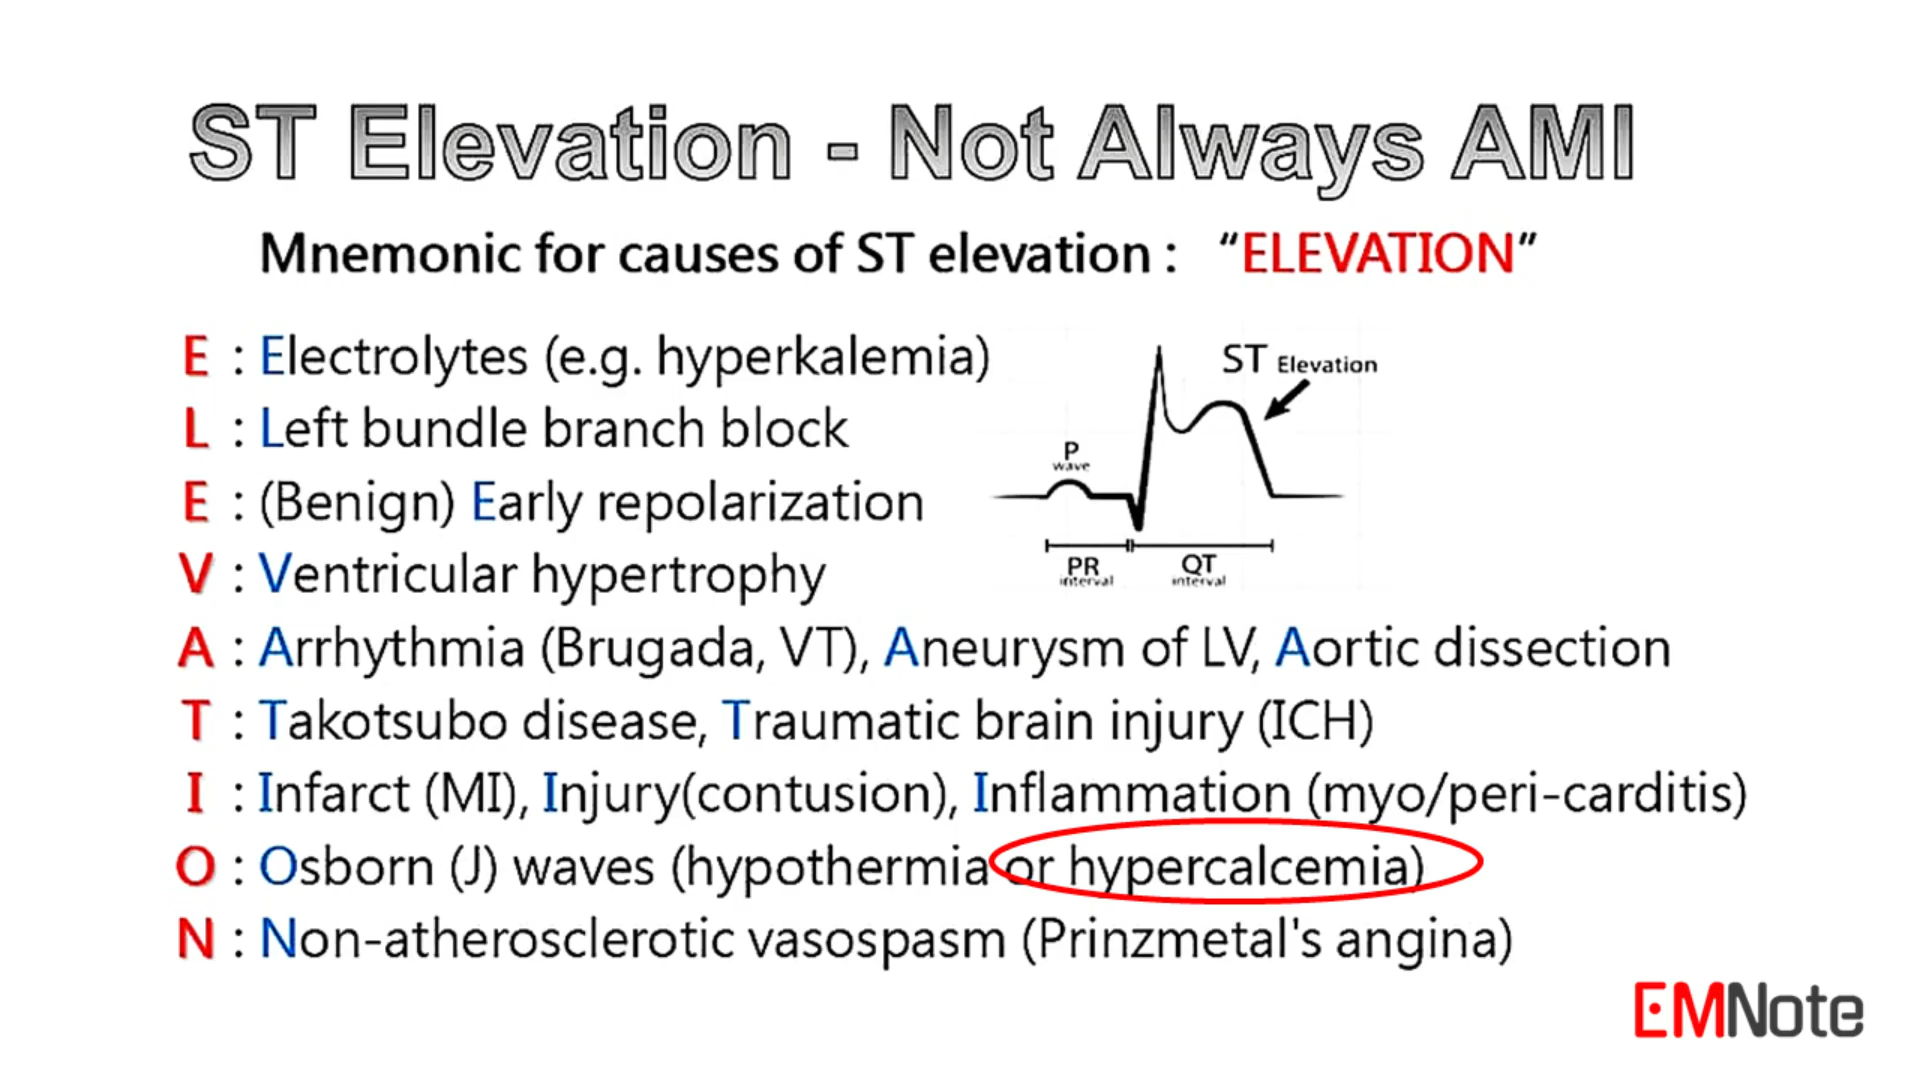 ST Elevation - Not Always AMI
Mnemonic for causes of ST elevation : “ELEVATION”
E : Electrolytes (e.g. hyperkalemia)
L : Left bundle branch block
E : (Benign) Early repolarization
V : Ventricular hypertrophy
A : Arrhythmia (Brugada, VT), Aneurysm of LV, Aortic dissection
T : Takotsubo disease, Traumatic brain injury (ICH)
I : Infarct (MI), Injury(contusion), Inflammation (myo/peri-carditis)
O : Osborn (J) waves (hypothermia or hypercalcemia)
N : Non-atherosclerotic vasospasm (Prinzmetal's angina)
ST Elevation
P
wave
PR
interval
QT
interval
EMNote